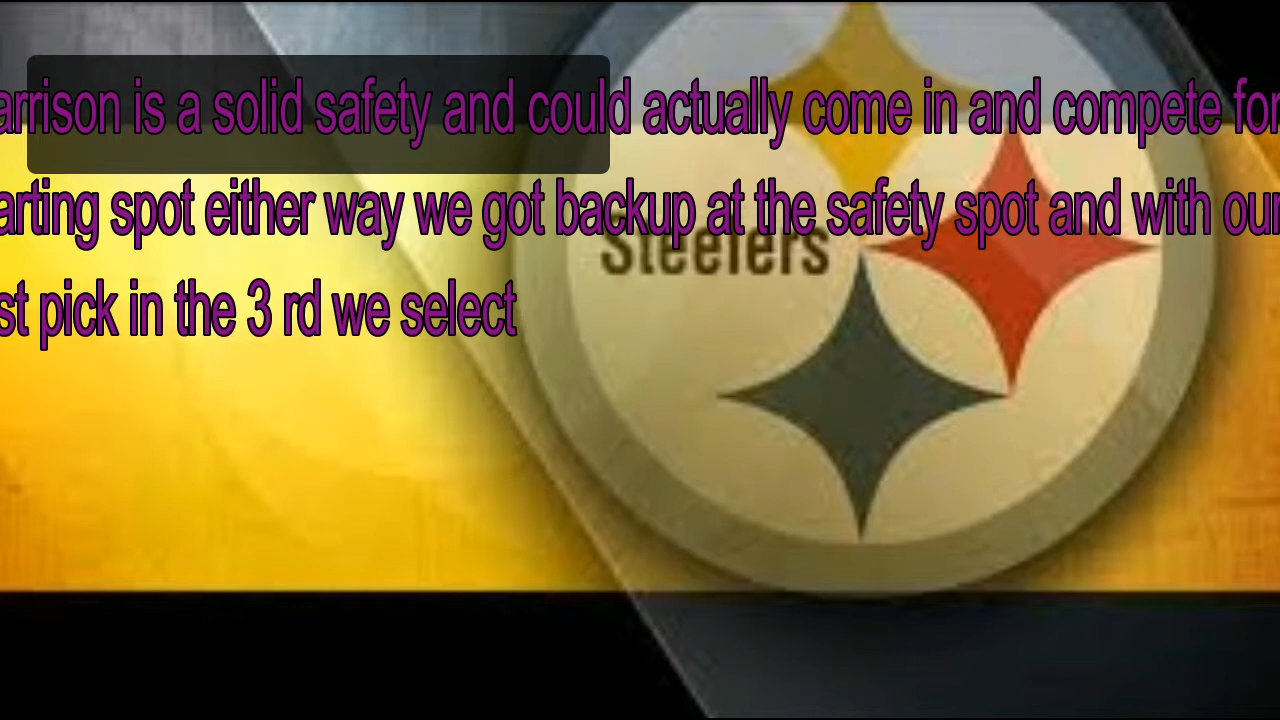 arrison is a solid safety and could actually come in and compete for
arting spot either way we got backup at the safety spot and with our
st pick in the 3 rd we select
Steelers